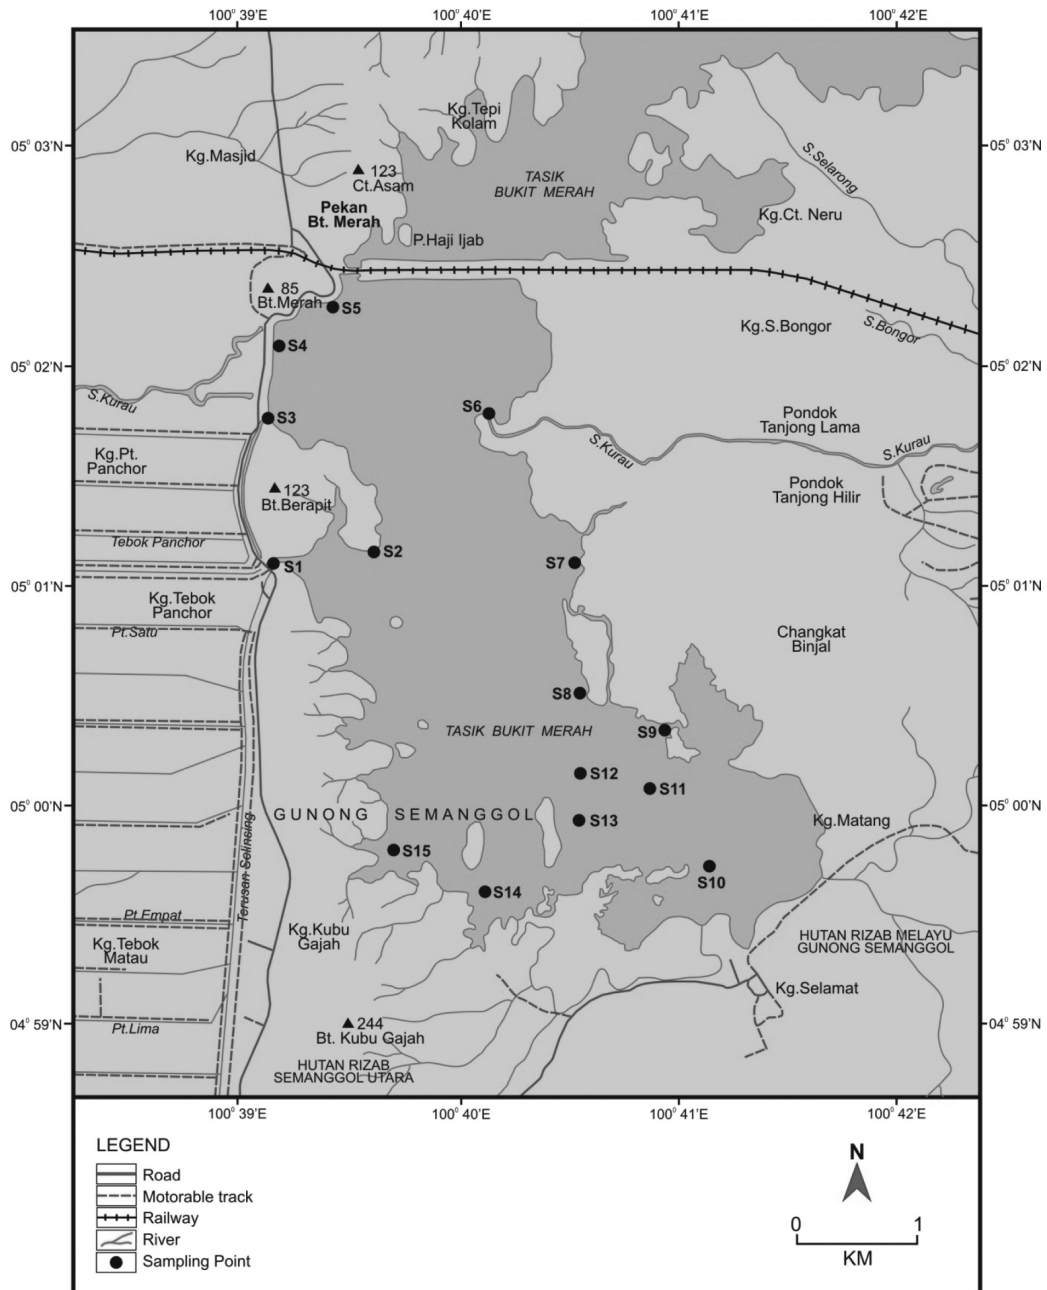 100° 39'E
100° 40'E
100° 41'E
100° 42'E
Kg.Tepi
Kolam
05° 03'N
05° 03'N
Kg.Masjid
S.Selarong
123
Ct.Asam
TASIK
BUKIT MERAH
Pekan
Bt. Merah
Kg.Ct. Neru
P.Haji Ijab
85
Bt.Merah
S5
Kg.S.Bongor
S.Bongor
S4
05° 02'N
05° 02'N
S.Kurau
S6
S3
Pondok
Tanjong Lama
S.Kurau
S.Kurau
Kg.Pt.
Panchor
123
Bt.Berapit
Pondok
Tanjong Hilir
Tebok Panchor
S2
S1
S7
05° 01'N
05° 01'N
Kg.Tebok
Panchor
Pt.Satu
Changkat
Binjal
S8
TASIK BUKIT MERAH
S9
S12
S11
05° 00'N
05° 00'N
GUNONG SEMANGGOL
S13
Kg.Matang
Terusan Selinsing
S15
S14
S10
Pt.Empat
Kg.Kubu
Gajah
Kg.Tebok
Matau
HUTAN RIZAB MELAYU
GUNONG SEMANGGOL
Kg.Selamat
04° 59'N
04° 59'N
Pt.Lima
244
Bt. Kubu Gajah
HUTAN RIZAB
SEMANGGOL UTARA
100° 39'E
100° 40'E
100° 41'E
100° 42'E
LEGEND
Road
Motorable track
Railway
River
Sampling Point
N
0 1
KM